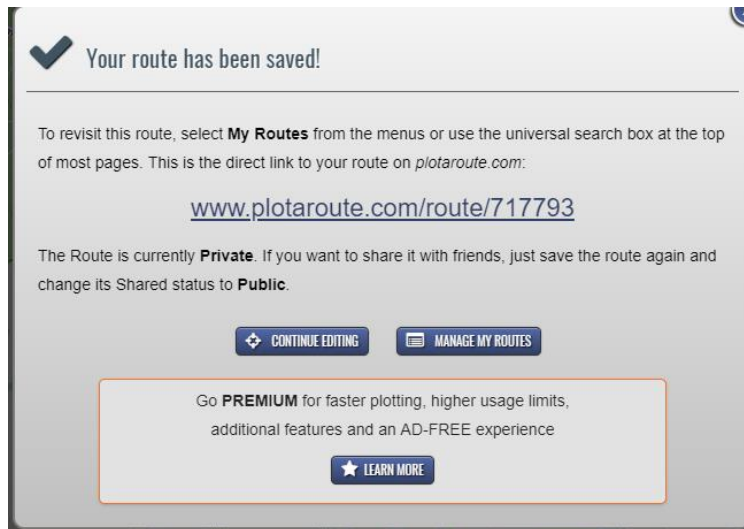 Your route has been saved!
To revisit this route, select My Routes from the menus or use the universal search box at the top
of most pages. This is the direct link to your route on plotaroute.com:
www.plotaroute.com/route/717793
The Route is currently Private. If you want to share it with friends, just save the route again and
change its Shared status to Public.
CONTINUE EDITING
MANAGE MY ROUTES
Go PREMIUM for faster plotting, higher usage limits,
additional features and an AD-FREE experience
LEARN MORE